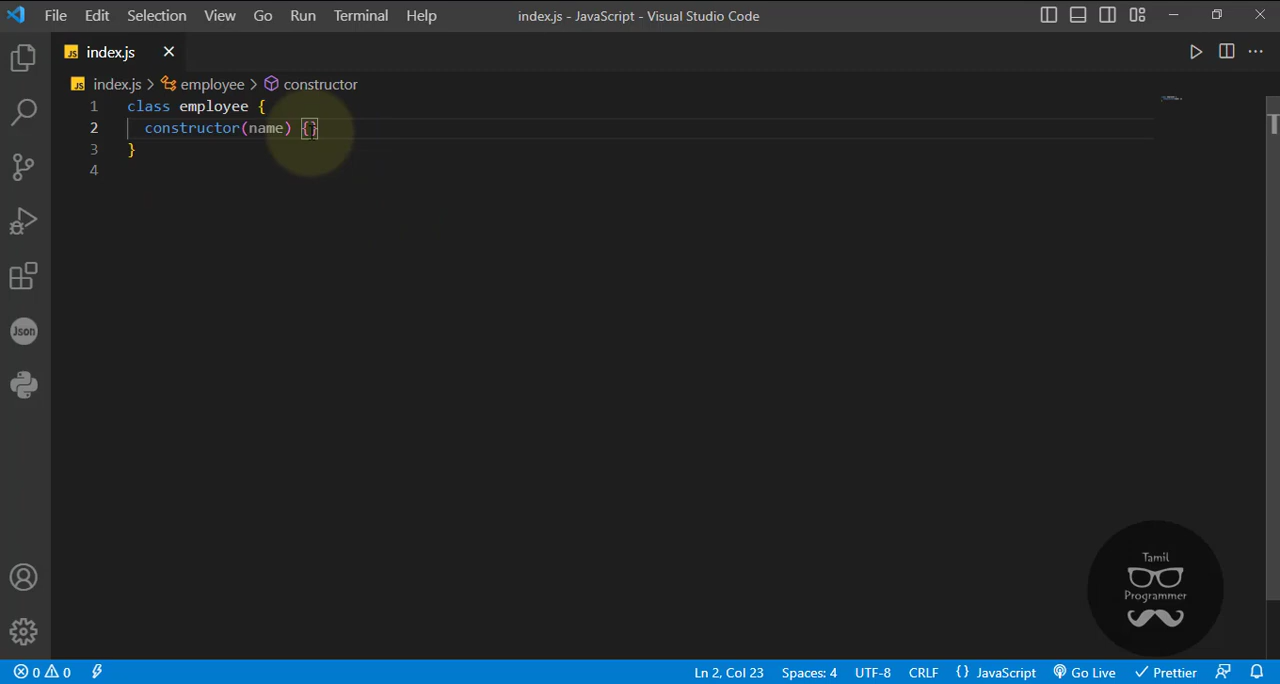 File Edit Selection View Go Run Terminal Help index.js - JavaScript - Visual Studio Code
JS index.js
JS index.js > employee > constructor
1 class employee {
2 constructor(name) {}
3 }
4
Json
Tamil
Programmer
0 0 Ln 2, Col 23 Spaces: 4 UTF-8 CRLF {} JavaScript Go Live Prettier